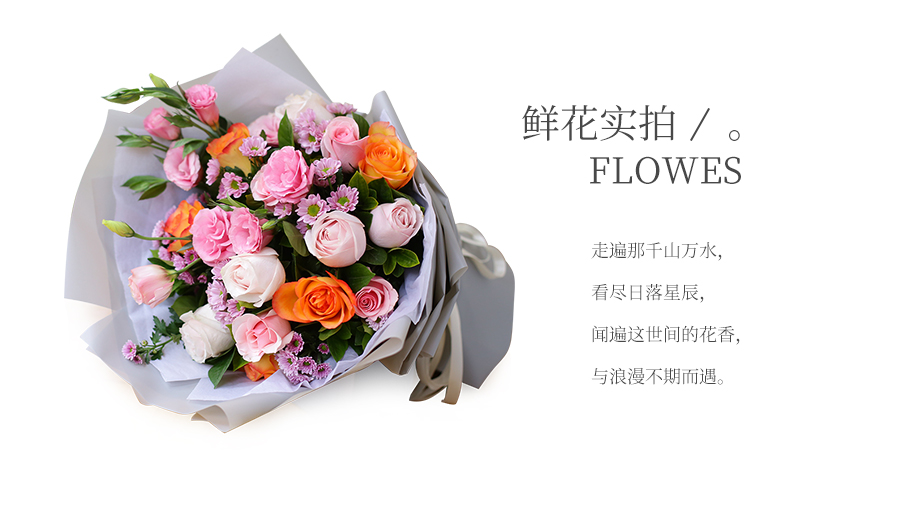 鲜花实拍 / 。
FLOWES
走遍那千山万水，
看尽日落星辰，
闻遍这世间的花香，
与浪漫不期而遇。